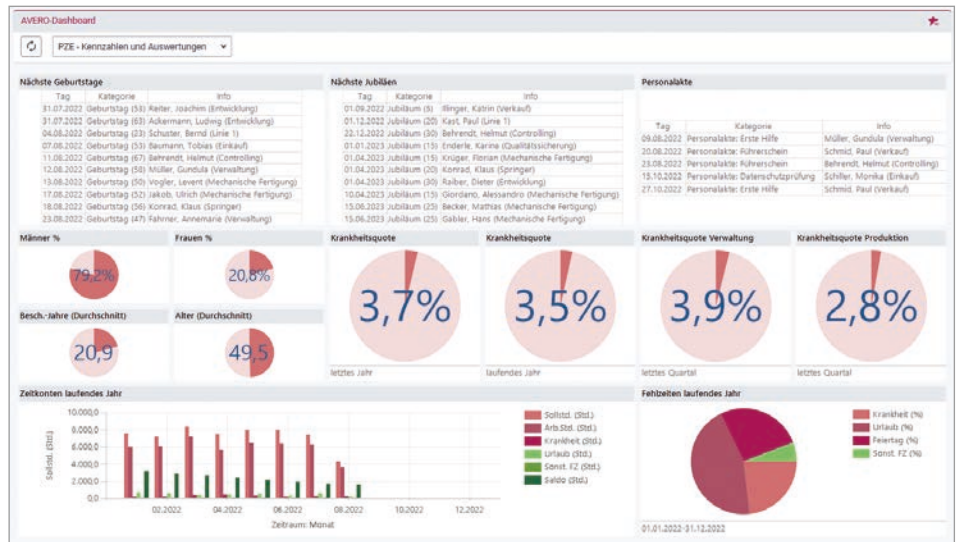 AVERO-Dashboard
PZE - Kennzahlen und Auswertungen
Nächste Geburtstage
Tag Kategorie Info
31.07.2022 Geburtstag (53) Reiter, Joachim (Entwicklung)
31.07.2022 Geburtstag (63) Ackermann, Ludwig (Entwicklung)
04.08.2022 Geburtstag (23) Schuster, Bernd (Linie 1)
07.08.2022 Geburtstag (53) Baumann, Tobias (Einkauf)
11.08.2022 Geburtstag (67) Behrendt, Helmut (Controlling)
12.08.2022 Geburtstag (58) Müller, Gundula (Verwaltung)
13.08.2022 Geburtstag (50) Vogler, Levent (Mechanische Fertigung)
17.08.2022 Geburtstag (52) Jakob, Ulrich (Mechanische Fertigung)
18.08.2022 Geburtstag (56) Konrad, Klaus (Springer)
23.08.2022 Geburtstag (47) Fahrner, Annemarie (Verwaltung)
Nächste Jubiläen
Tag Kategorie Info
01.09.2022 Jubiläum (5) Illinger, Katrin (Verkauf)
01.12.2022 Jubiläum (20) Kast, Paul (Linie 1)
22.12.2022 Jubiläum (30) Behrendt, Helmut (Controlling)
01.01.2023 Jubiläum (15) Enderle, Karina (Qualitätssicherung)
01.04.2023 Jubiläum (15) Krüger, Florian (Mechanische Fertigung)
01.04.2023 Jubiläum (20) Konrad, Klaus (Springer)
01.04.2023 Jubiläum (30) Raiber, Dieter (Entwicklung)
10.04.2023 Jubiläum (15) Giordano, Alessandro (Mechanische Fertigung)
15.06.2023 Jubiläum (25) Becker, Mathias (Mechanische Fertigung)
15.06.2023 Jubiläum (25) Gabler, Hans (Mechanische Fertigung)
Personalakte
Tag Kategorie Info
09.08.2022 Personalakte: Erste Hilfe Müller, Gundula (Verwaltung)
20.08.2022 Personalakte: Führerschein Schmid, Paul (Verkauf)
23.08.2022 Personalakte: Führerschein Behrendt, Helmut (Controlling)
15.10.2022 Personalakte: Datenschutzprüfung Schiller, Monika (Einkauf)
27.10.2022 Personalakte: Erste Hilfe Schmid, Paul (Verkauf)
Männer %
79,2%
Frauen %
20,8%
Besch.-Jahre (Durchschnitt)
20,9
Alter (Durchschnitt)
49,5
Krankheitsquote
3,7%
letztes Jahr
Krankheitsquote
3,5%
laufendes Jahr
Krankheitsquote Verwaltung
3,9%
letztes Quartal
Krankheitsquote Produktion
2,8%
letztes Quartal
Zeitkonten laufendes Jahr
Sollstd. (Std.)
10.000,0
8.000,0
6.000,0
4.000,0
2.000,0
0,0
02.2022 04.2022 06.2022 08.2022 10.2022 12.2022
Zeitraum: Monat
Sollstd. (Std.)
Arb.Std. (Std.)
Krankheit (Std.)
Urlaub (Std.)
Sonst. FZ (Std.)
Saldo (Std.)
Fehlzeiten laufendes Jahr
Krankheit (%)
Urlaub (%)
Feiertag (%)
Sonst. FZ (%)
01.01.2022-31.12.2022